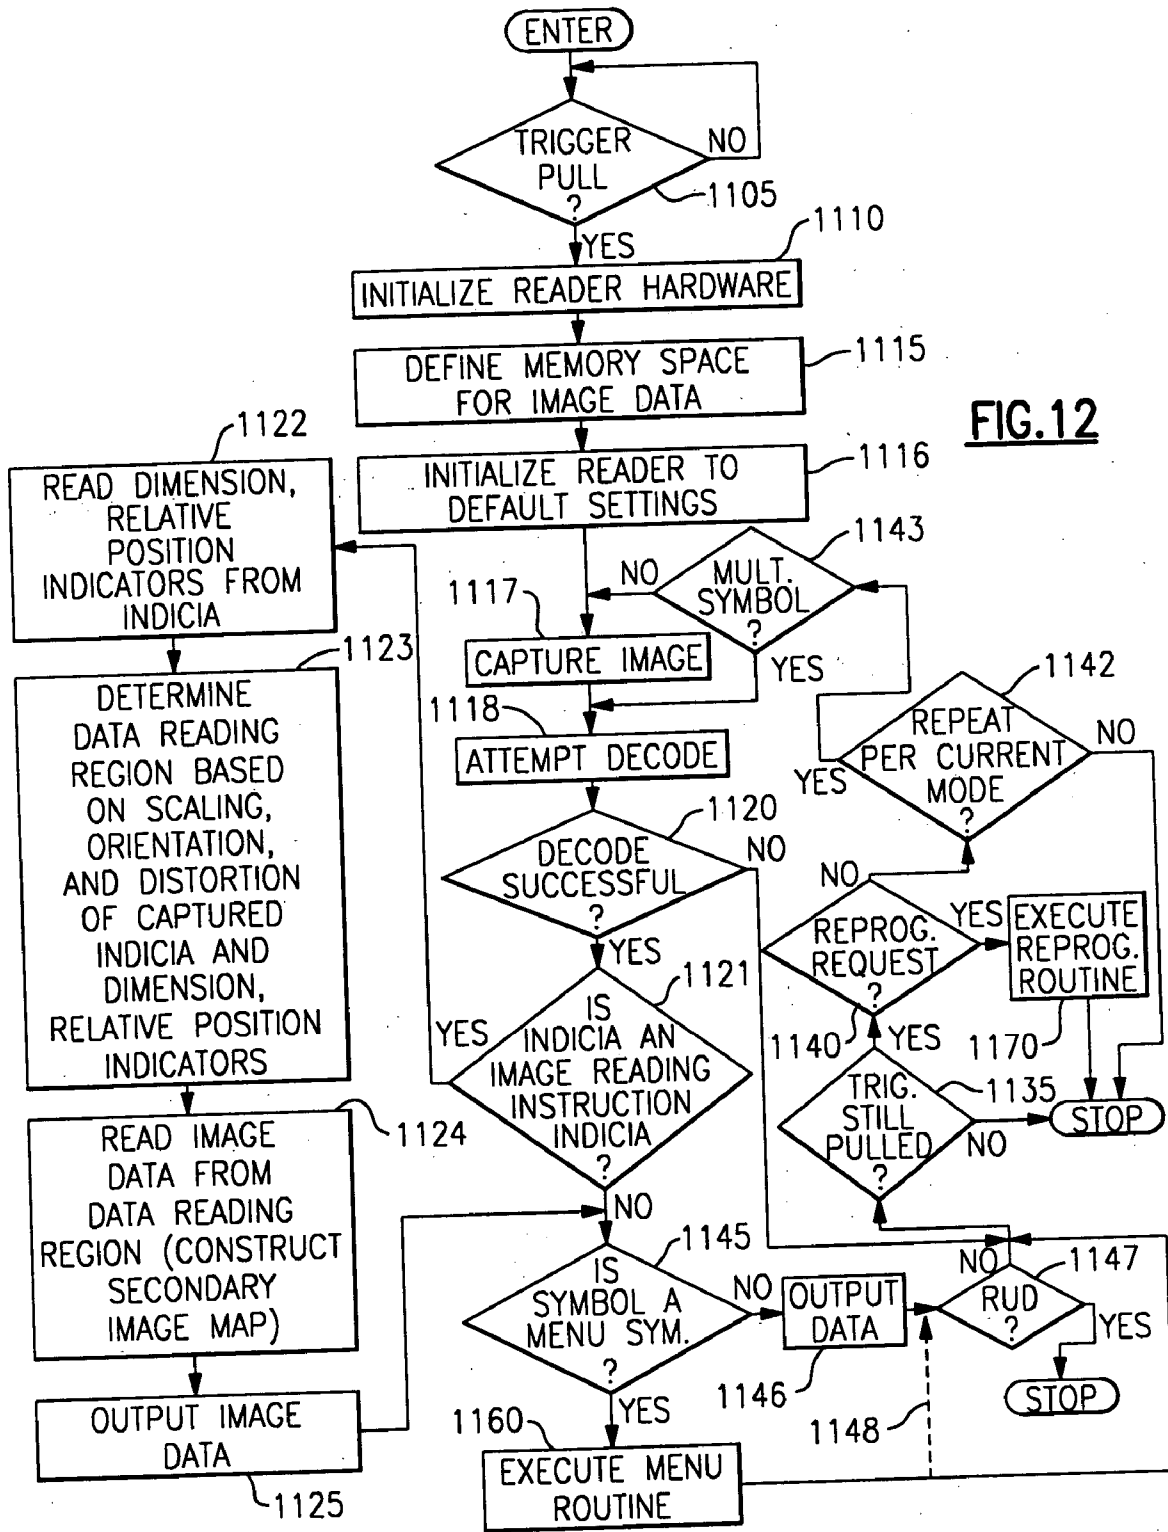 ENTER
TRIGGER
PULL
?
NO
1105
YES
1110
INITIALIZE READER HARDWARE
DEFINE MEMORY SPACE
FOR IMAGE DATA
1115
FIG.12
INITIALIZE READER TO
DEFAULT SETTINGS
1116
1122
READ DIMENSION,
RELATIVE
POSITION
INDICATORS FROM
INDICIA
1143
MULT.
SYMBOL
?
NO
YES
1117
CAPTURE IMAGE
1118
ATTEMPT DECODE
1123
DETERMINE
DATA READING
REGION BASED
ON SCALING,
ORIENTATION,
AND DISTORTION
OF CAPTURED
INDICIA AND
DIMENSION,
RELATIVE POSITION
INDICATORS
1142
REPEAT
PER CURRENT
MODE
?
YES
NO
1120
DECODE
SUCCESSFUL
?
NO
YES
NO
REPROG.
REQUEST
?
1140
YES
EXECUTE
REPROG.
ROUTINE
1170
1121
IS
INDICIA AN
IMAGE READING
INSTRUCTION
INDICIA
?
YES
NO
YES
TRIG.
STILL
PULLED
?
1135
NO
STOP
1124
READ IMAGE
DATA FROM
DATA READING
REGION (CONSTRUCT
SECONDARY
IMAGE MAP)
1145
IS
SYMBOL A
MENU SYM.
?
NO
YES
OUTPUT
DATA
1146
NO
1147
RUD
?
YES
STOP
1148
OUTPUT IMAGE
DATA
1125
1160
EXECUTE MENU
ROUTINE